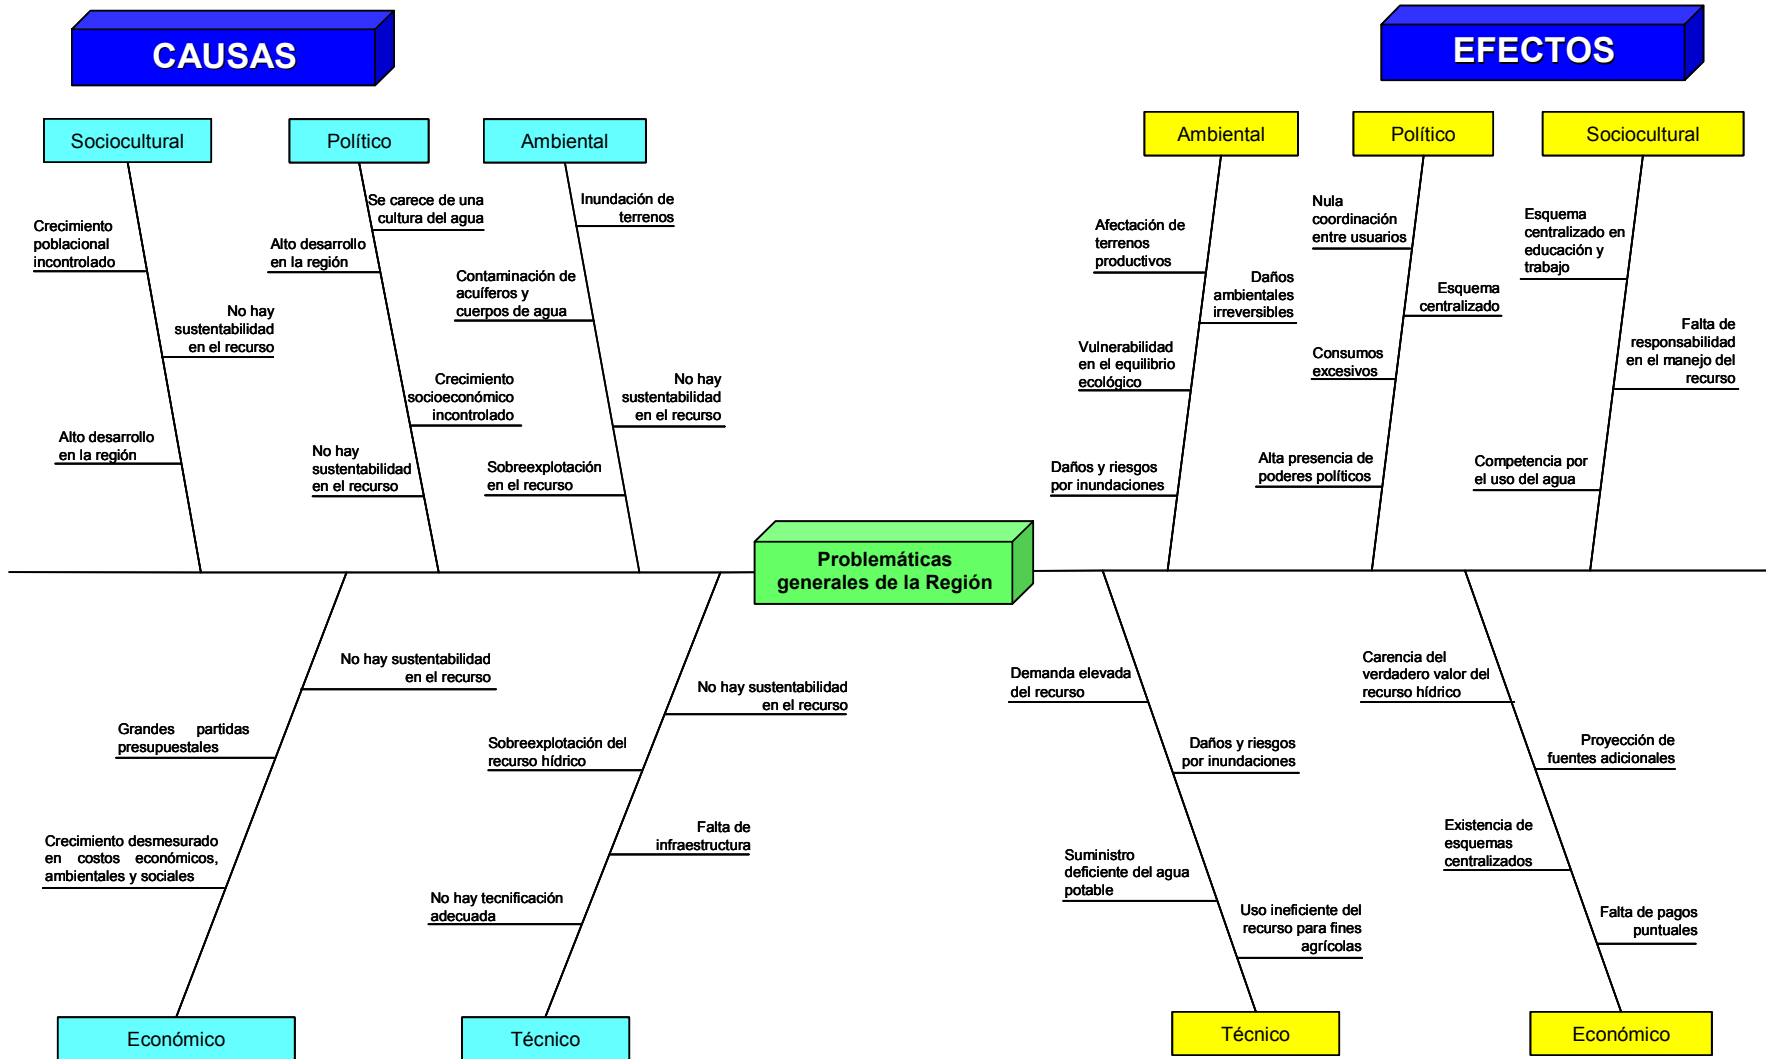 CAUSAS
EFECTOS
Sociocultural
Político
Ambiental
Ambiental
Político
Sociocultural
Crecimiento
poblacional
incontrolado
No hay
sustentabilidad
en el recurso
Alto desarrollo
en la región
Se carece de una
cultura del agua
Alto desarrollo
en la región
Crecimiento
socioeconómico
incontrolado
No hay
sustentabilidad
en el recurso
Inundación de
terrenos
Contaminación de
acuíferos y
cuerpos de agua
No hay
sustentabilidad
en el recurso
Sobreexplotación
en el recurso
Afectación de
terrenos
productivos
Daños
ambientales
irreversibles
Vulnerabilidad
en el equilibrio
ecológico
Daños y riesgos
por inundaciones
Nula
coordinación
entre usuarios
Esquema
centralizado
Consumos
excesivos
Alta presencia de
poderes políticos
Esquema
centralizado en
educación y
trabajo
Falta de
responsabilidad
en el manejo del
recurso
Competencia por
el uso del agua
Problemáticas
generales de la Región
No hay sustentabilidad
en el recurso
Grandes partidas
presupuestales
Crecimiento desmesurado
en costos económicos,
ambientales y sociales
No hay sustentabilidad
en el recurso
Sobreexplotación del
recurso hídrico
Falta de
infraestructura
No hay tecnificación
adecuada
Demanda elevada
del recurso
Daños y riesgos
por inundaciones
Suministro
deficiente del agua
potable
Uso ineficiente del
recurso para fines
agrícolas
Carencia del
verdadero valor del
recurso hídrico
Proyección de
fuentes adicionales
Existencia de
esquemas
centralizados
Falta de pagos
puntuales
Económico
Técnico
Técnico
Económico